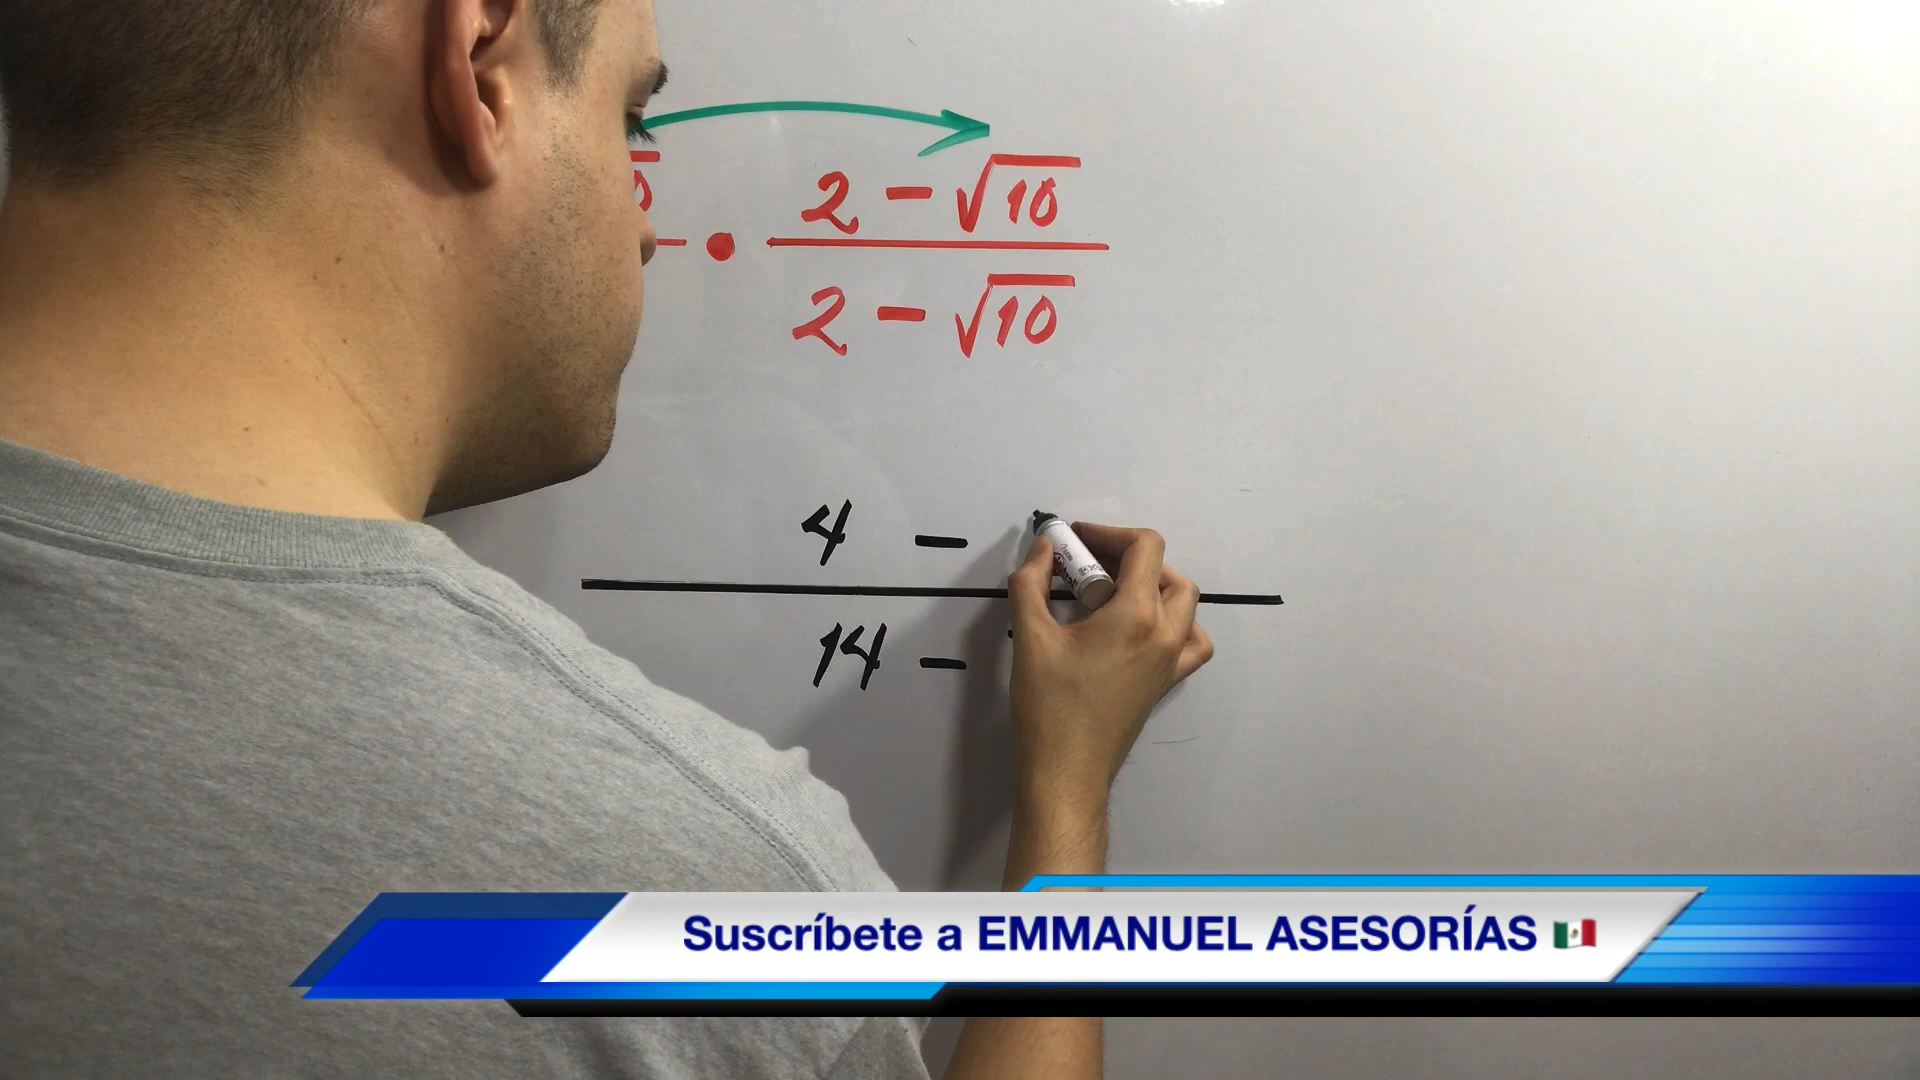 • 2 - √10
2 - √10
4 -
14 -
Suscríbete a EMMANUEL ASESORÍAS 🇲🇽